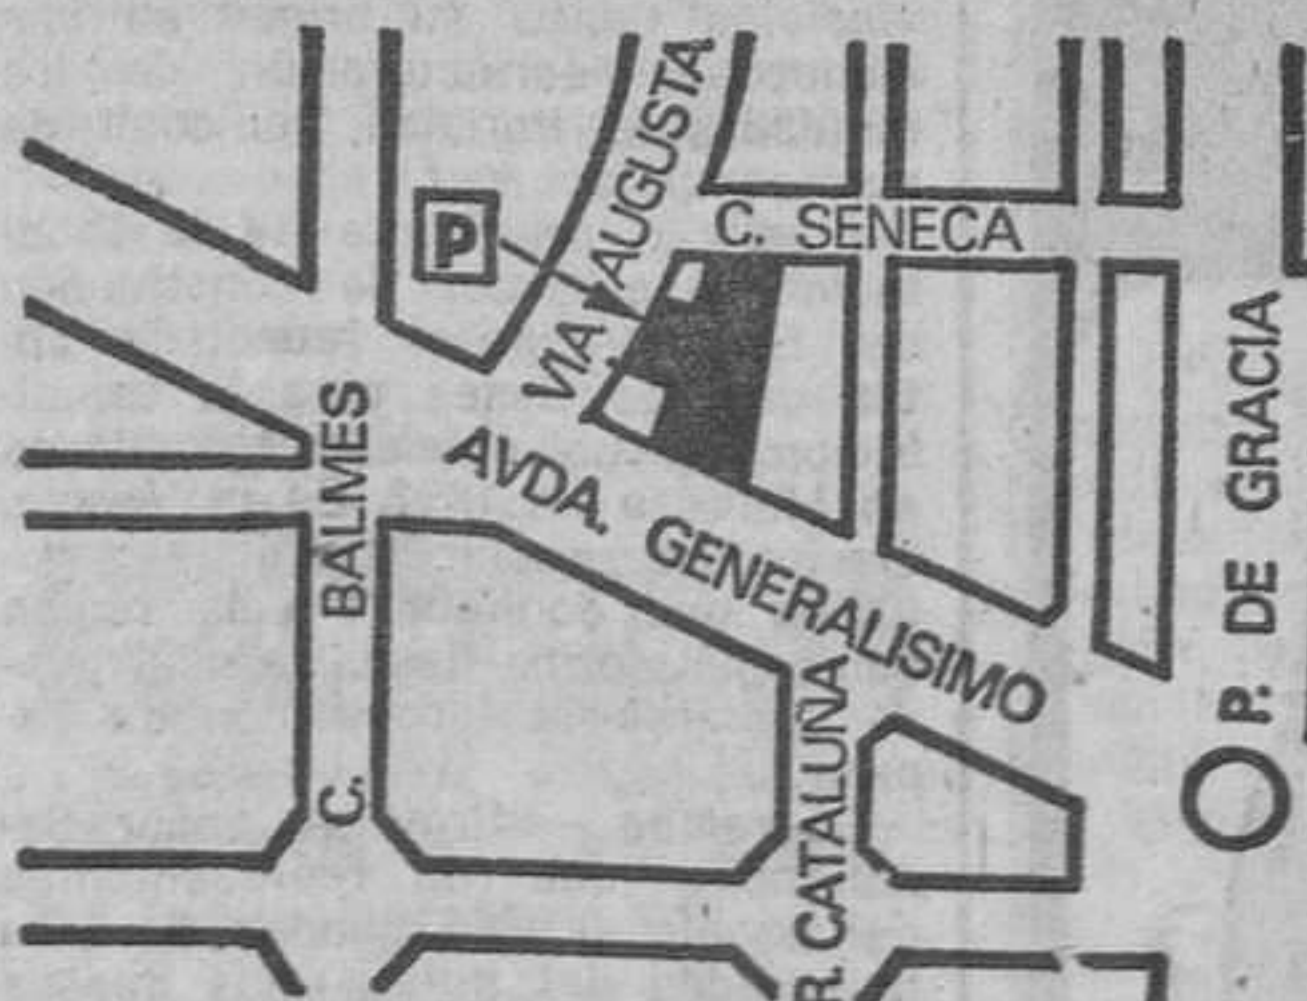 VIA AUGUSTA
P
C. SENECA
C. BALMES
AVDA. GENERALISIMO
P. DE GRACIA
R. CATALUÑA